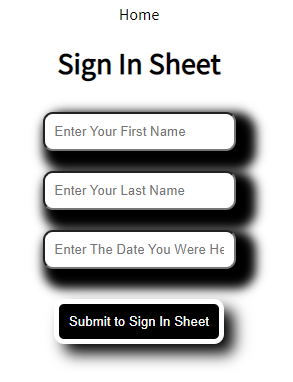 Home
Sign In Sheet
Enter Your First Name
Enter Your Last Name
Enter The Date You Were He
Submit to Sign In Sheet